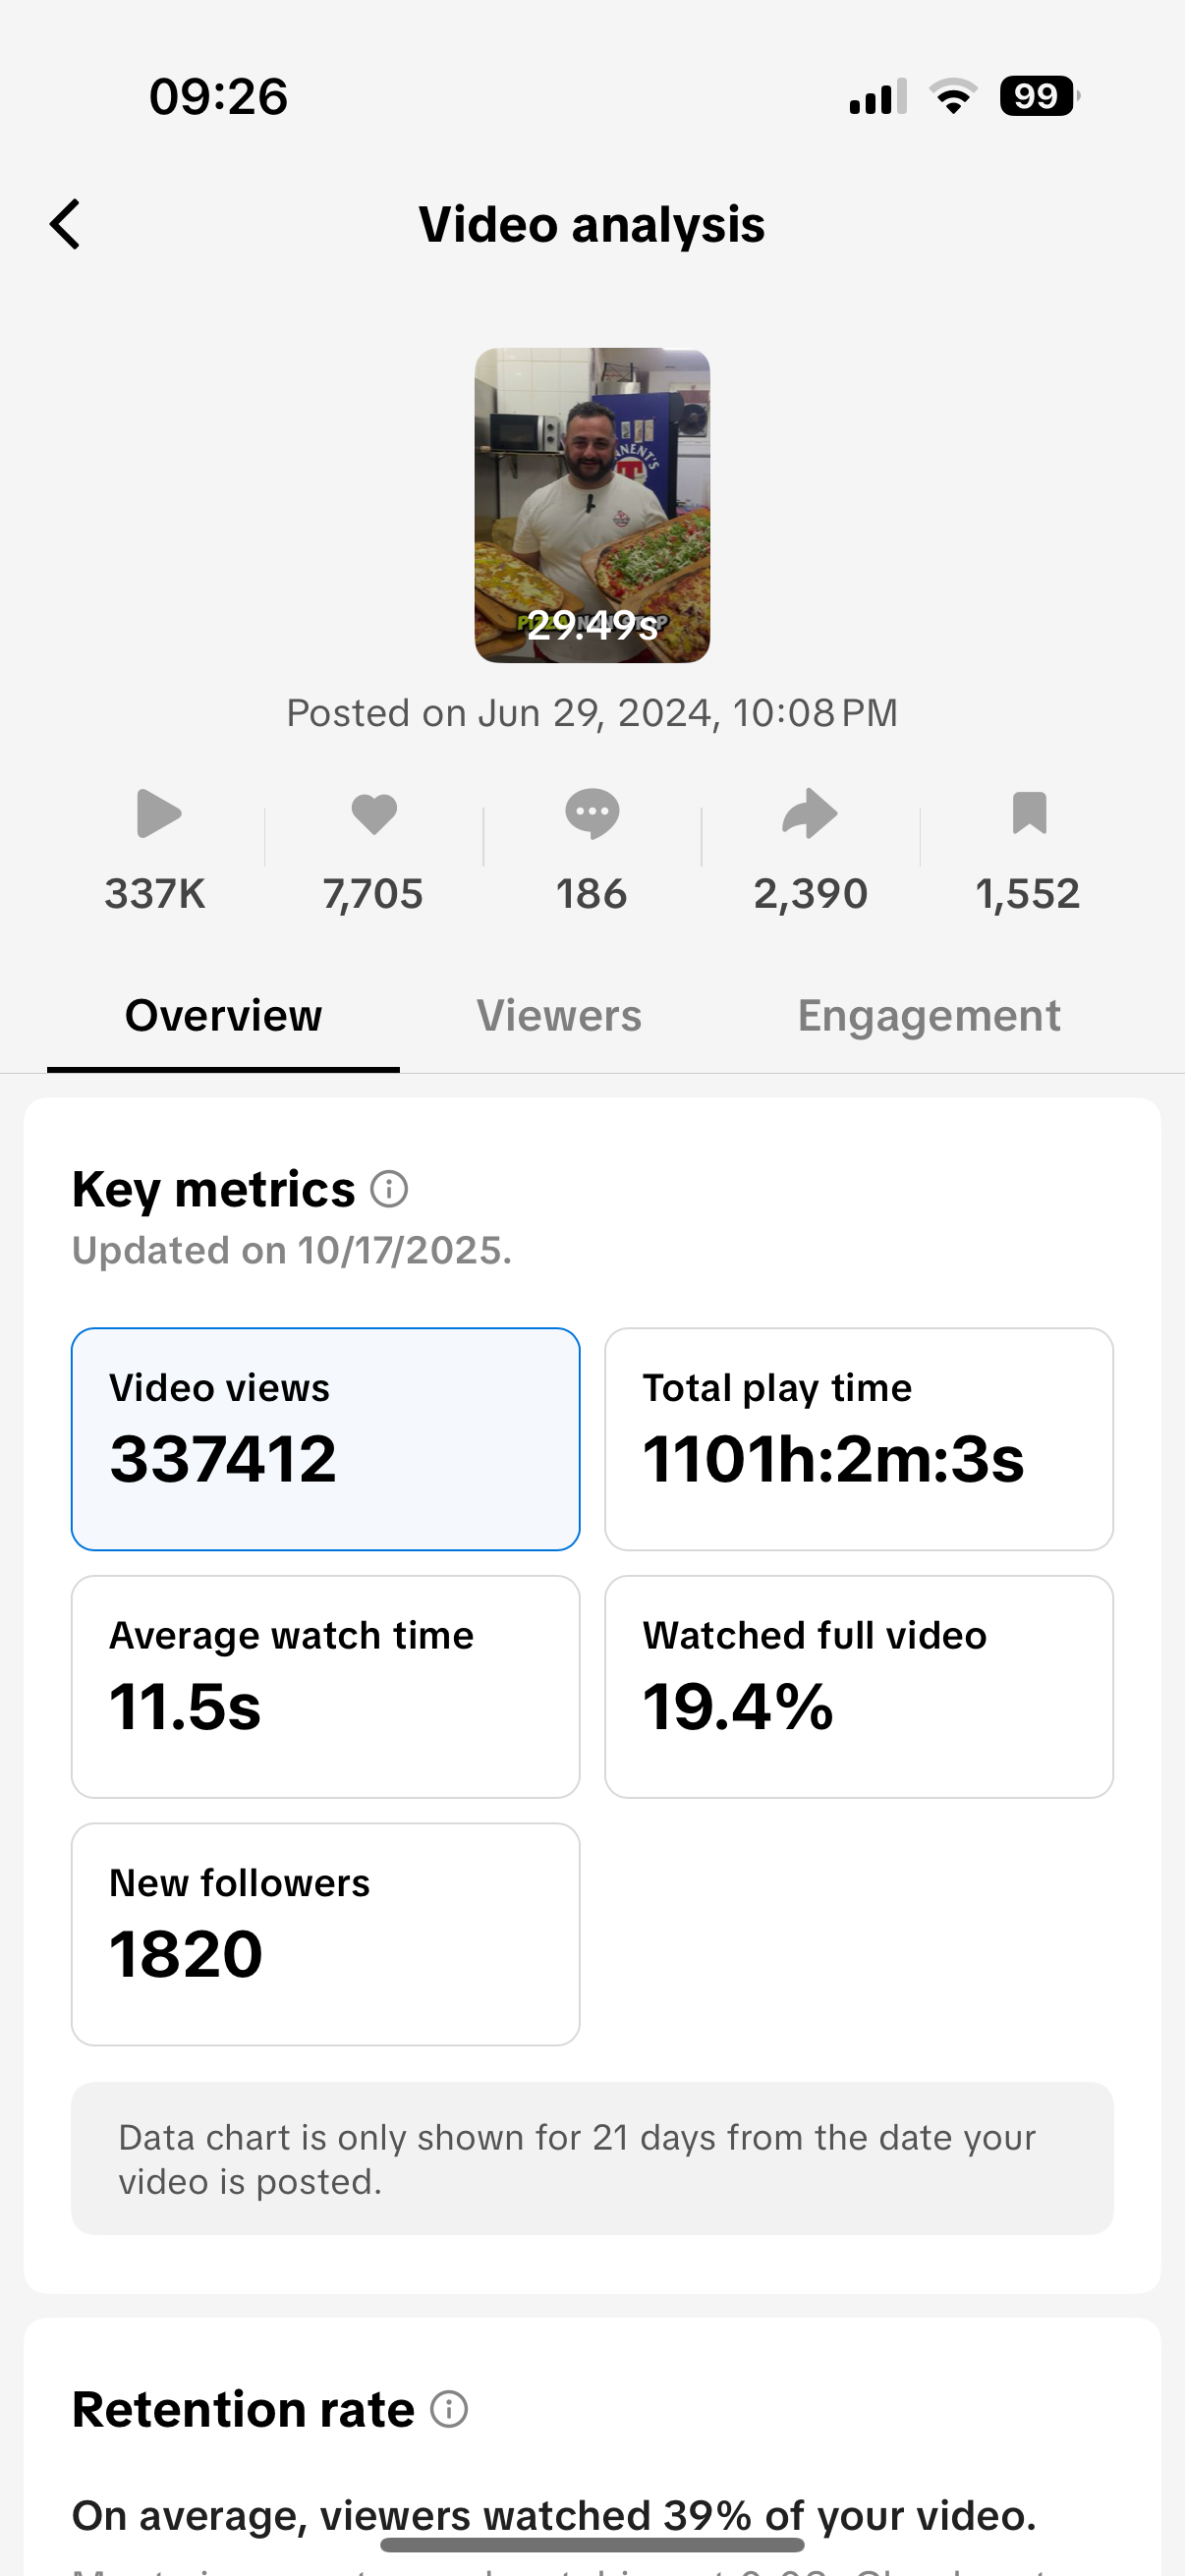 09:26
99
Video analysis
NENT'S
T
PIZZA NON STOP
29.49s
Posted on Jun 29, 2024, 10:08 PM
337K
7,705
186
2,390
1,552
Overview
Viewers
Engagement
Key metrics
Updated on 10/17/2025.
Video views
Total play time
337412
1101h:2m:3s
Average watch time
Watched full video
11.5s
19.4%
New followers
1820
Data chart is only shown for 21 days from the date your
video is posted.
Retention rate
On average, viewers watched 39% of your video.